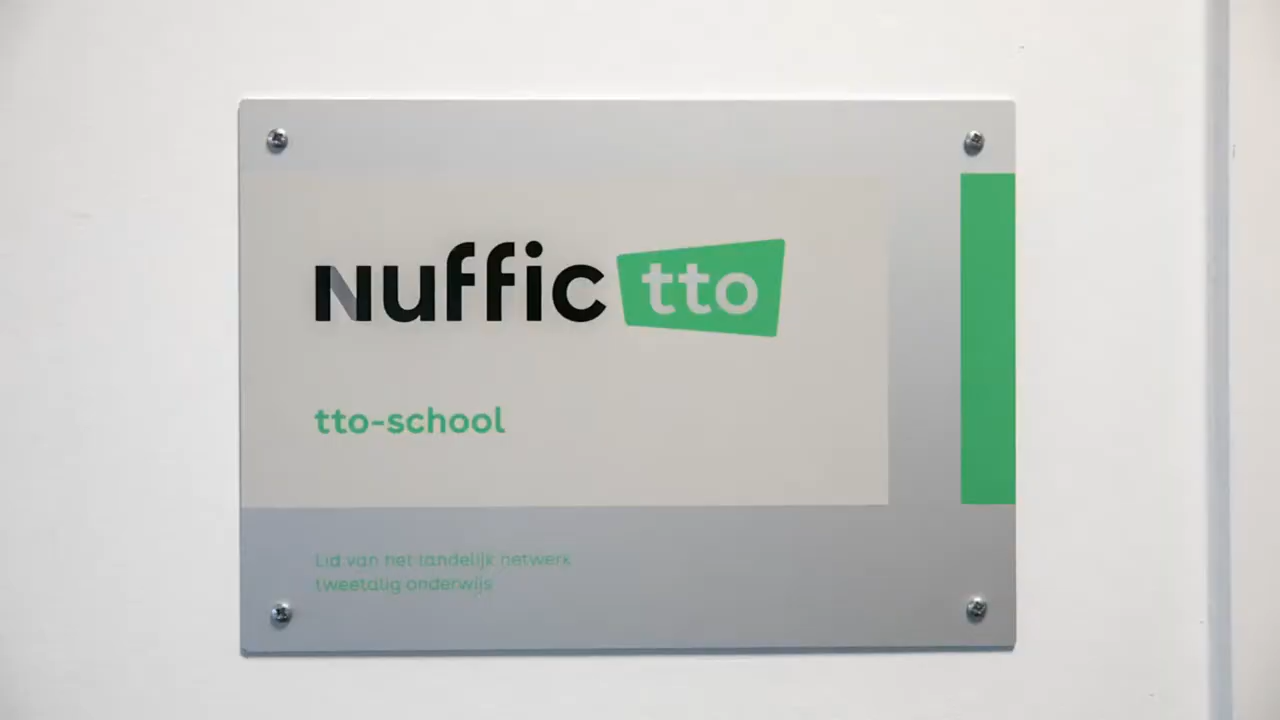 Nuffic tto
tto-school
Lid van het landelijk netwerk
tweetalig onderwijs